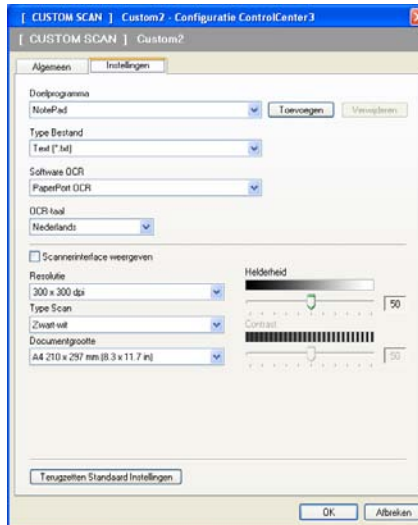 [ CUSTOM SCAN ] Custom2 - Configuratie ControlCenter3
[ CUSTOM SCAN ] Custom2
Algemeen Instellingen
Doelprogramma
NotePad Toevoegen Verwijderen
Type Bestand
Text (*.txt)
Software OCR
PaperPort OCR
OCR-taal
Nederlands
Scannerinterface weergeven
Resolutie Helderheid
300 x 300 dpi 50
Type Scan Contrast
Zwart-wit
Documentgrootte 50
A4 210 x 297 mm (8.3 x 11.7 in)
Terugzetten Standaard Instellingen
OK Afbreken